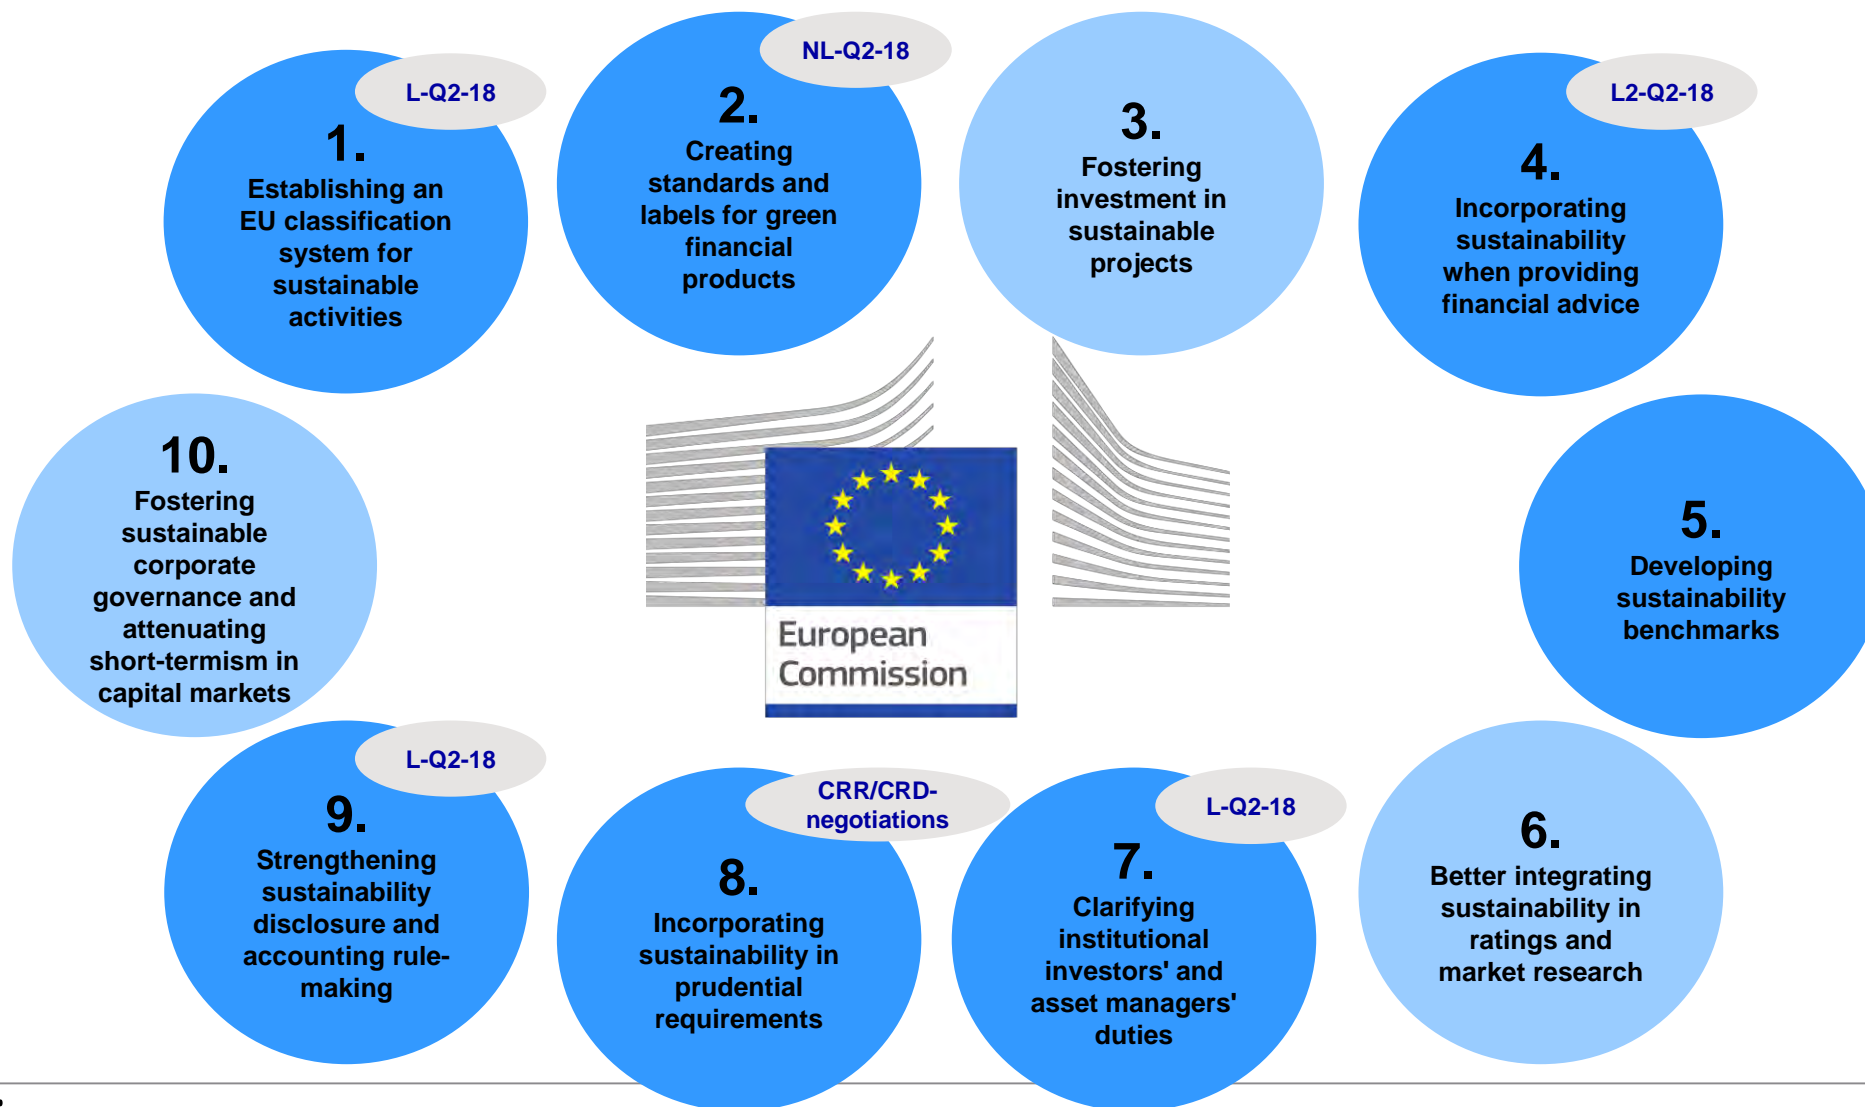 L-Q2-18
1.
Establishing an
EU classification
system for
sustainable
activities
NL-Q2-18
2.
Creating
standards and
labels for green
financial
products
3.
Fostering
investment in
sustainable
projects
L2-Q2-18
4.
Incorporating
sustainability
when providing
financial advice
5.
Developing
sustainability
benchmarks
6.
Better integrating
sustainability in
ratings and
market research
L-Q2-18
7.
Clarifying
institutional
investors' and
asset managers'
duties
CRR/CRD-
negotiations
8.
Incorporating
sustainability in
prudential
requirements
L-Q2-18
9.
Strengthening
sustainability
disclosure and
accounting rule-
making
10.
Fostering
sustainable
corporate
governance and
attenuating
short-termism in
capital markets
European
Commission